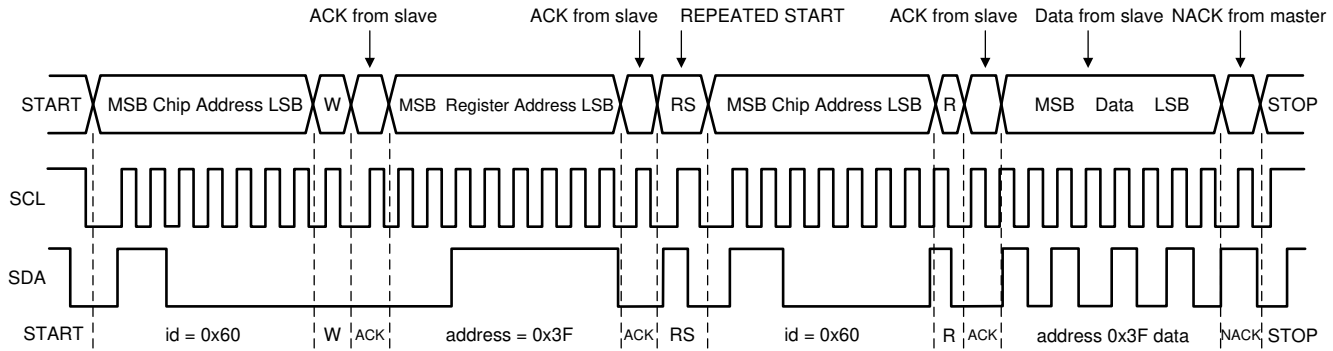 ACK from slave ACK from slave REPEATED START ACK from slave Data from slave NACK from master
START MSB Chip Address LSB W MSB Register Address LSB RS MSB Chip Address LSB R MSB Data LSB STOP
SCL
SDA
START id = 0x60 W ACK address = 0x3F ACK RS id = 0x60 R ACK address 0x3F data NACK STOP